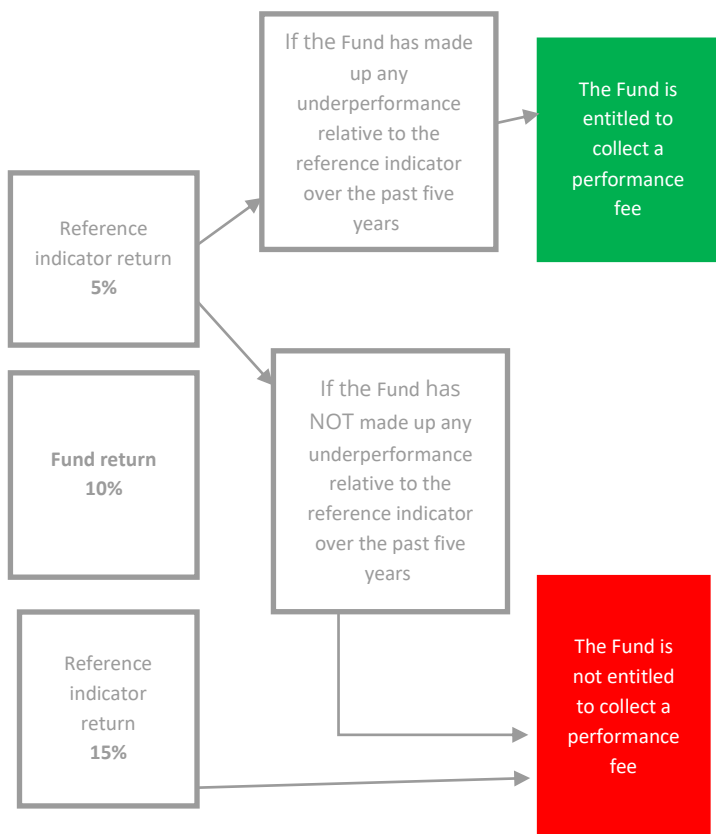 If the Fund has made
up any
underperformance
relative to the
reference indicator
over the past five
years
The Fund is
entitled to
collect a
performance
fee
Reference
indicator return
5%
If the Fund has
NOT made up any
underperformance
relative to the
reference indicator
over the past five
years
Fund return
10%
Reference
indicator
return
15%
The Fund is
not entitled
to collect a
performance
fee